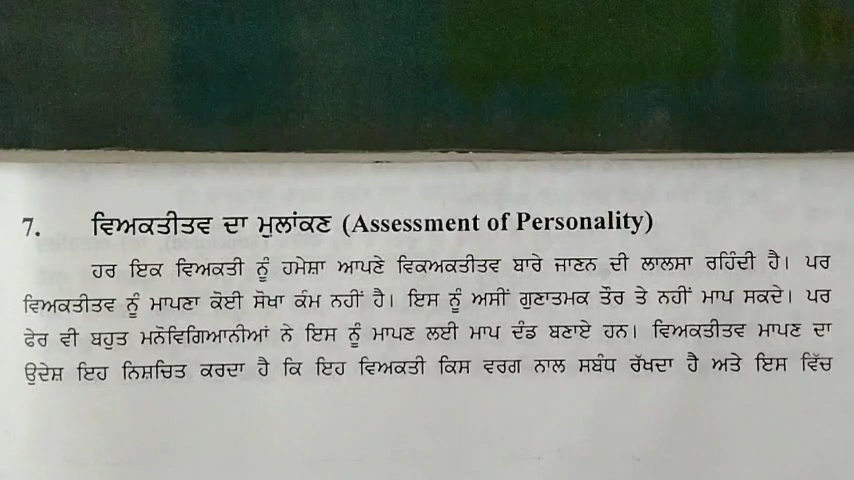 7. ਵਿਅਕਤੀਤਵ ਦਾ ਮੁਲਾਂਕਣ (Assessment of Personality)
ਹਰ ਇਕ ਵਿਅਕਤੀ ਨੂੰ ਹਮੇਸ਼ਾ ਆਪਣੇ ਵਿਕਅਕਤੀਤਵ ਬਾਰੇ ਜਾਣਨ ਦੀ ਲਾਲਸਾ ਰਹਿੰਦੀ ਹੈ। ਪਰ
ਵਿਅਕਤੀਤਵ ਨੂੰ ਮਾਪਣਾ ਕੋਈ ਸੋਖਾ ਕੰਮ ਨਹੀਂ ਹੈ। ਇਸ ਨੂੰ ਅਸੀਂ ਗੁਣਾਤਮਕ ਤੌਰ ਤੇ ਨਹੀਂ ਮਾਪ ਸਕਦੇ। ਪਰ
ਫੇਰ ਵੀ ਬਹੁਤ ਮਨੋਵਿਗਿਆਨੀਆਂ ਨੇ ਇਸ ਨੂੰ ਮਾਪਣ ਲਈ ਮਾਪ ਦੰਡ ਬਣਾਏ ਹਨ। ਵਿਅਕਤੀਤਵ ਮਾਪਣ ਦਾ
ਉਦੇਸ਼ ਇਹ ਨਿਸ਼ਚਿਤ ਕਰਦਾ ਹੈ ਕਿ ਇਹ ਵਿਅਕਤੀ ਕਿਸ ਵਰਗ ਨਾਲ ਸਬੰਧ ਰੱਖਦਾ ਹੈ ਅਤੇ ਇਸ ਵਿੱਚ